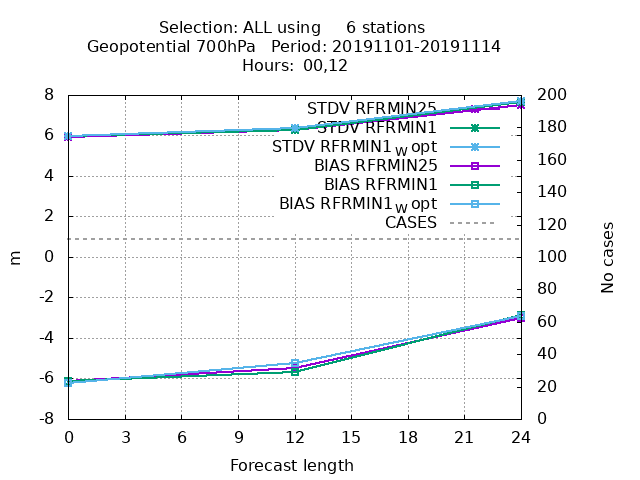 Selection: ALL using 6 stations
Geopotential 700hPa Period: 20191101-20191114
Hours: 00,12
STDV RFRMIN25
STDV RFRMIN1
STDV RFRMIN1w opt
BIAS RFRMIN25
BIAS RFRMIN1
BIAS RFRMIN1w opt
CASES
8
6
4
2
0
-2
-4
-6
-8
m
200
180
160
140
120
100
80
60
40
20
0
No cases
0 3 6 9 12 15 18 21 24
Forecast length